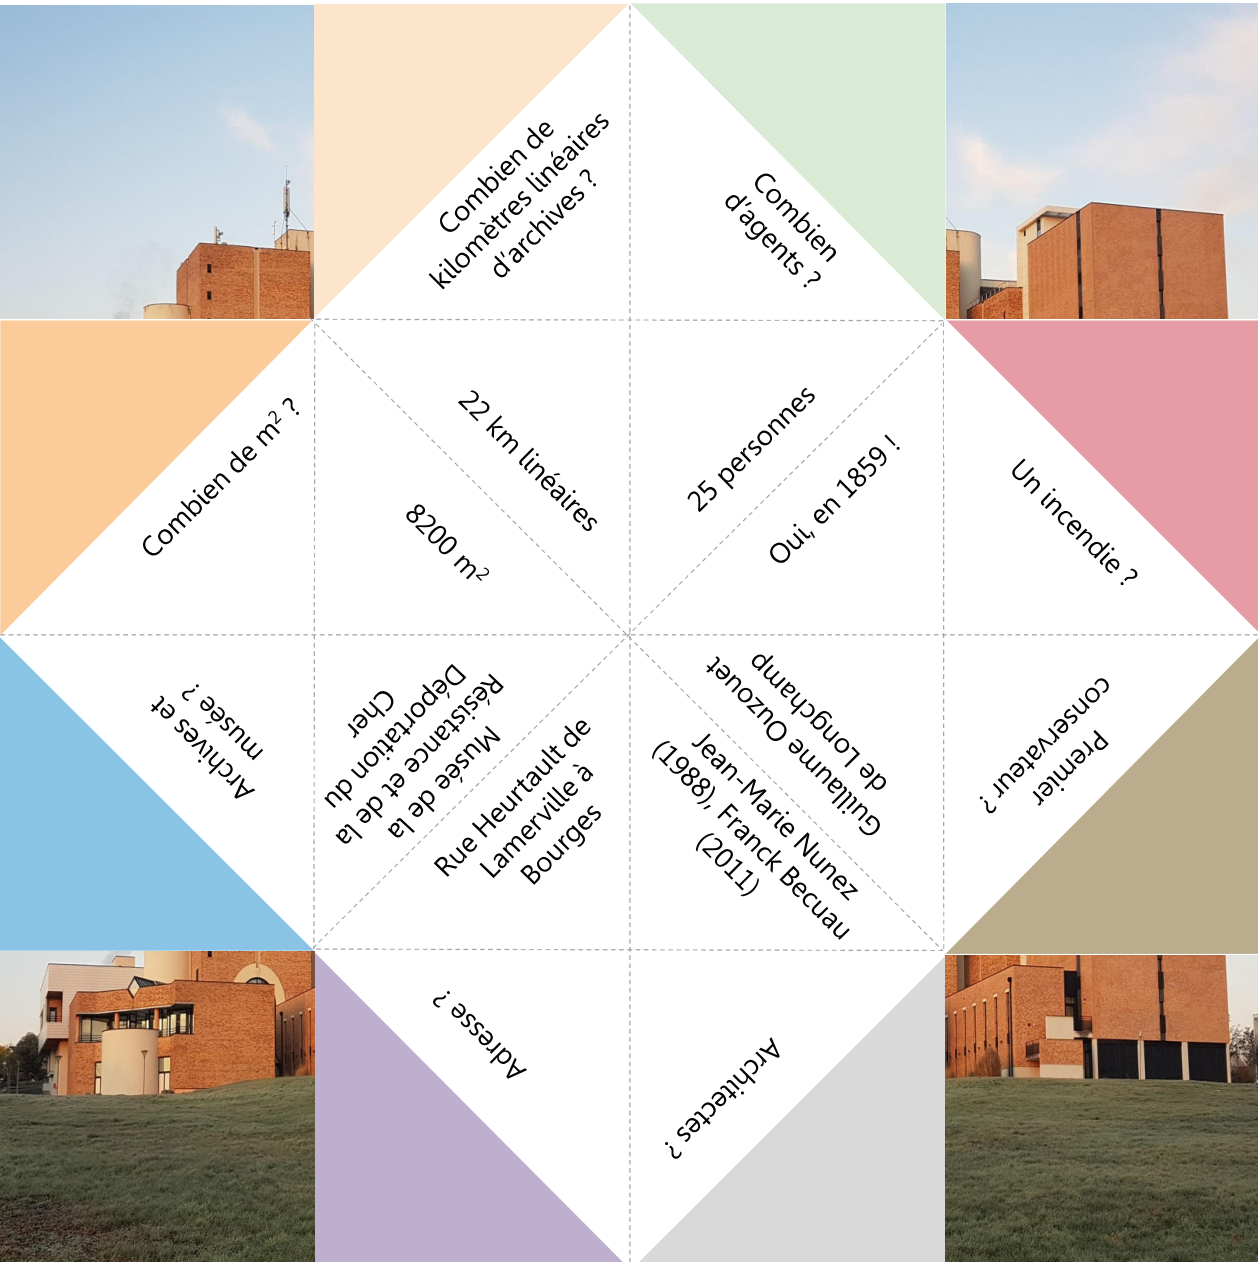 Combien de
kilomètres linéaires
d'archives ?
Combien
d'agents ?
Combien de m² ?
22 km linéaires
8200 m²
25 personnes
Oui, en 1859 !
Un incendie ?
Archives et
musée ?
Musée de la
Résistance et de la
Déportation du
Cher
Rue Heurtault de
Lamerville à
Bourges
Guillaume Ouzouet
de Longchamp
Jean-Marie Nunez
(1988), Franck Becuau
(2011)
Premier
conservateur ?
Adresse ?
Architectes ?